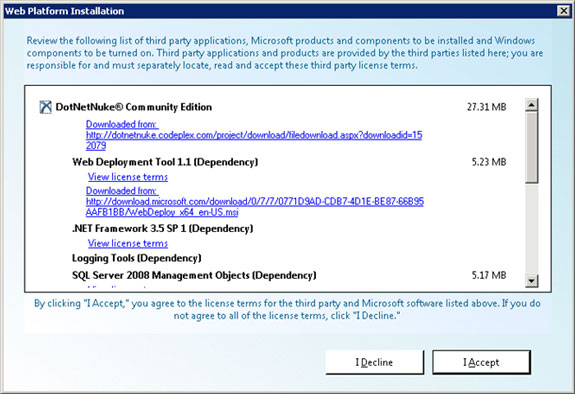 Web Platform Installation
Review the following list of third party applications, Microsoft products and components to be installed and Windows
components to be turned on. Third party applications and products are provided by the third parties listed here; you are
responsible for and must separately locate, read and accept these third party license terms.
DotNetNuke® Community Edition 27.31 MB
Downloaded from:
http://dotnetnuke.codeplex.com/project/download/filedownload.aspx?downloadid=15
2079
Web Deployment Tool 1.1 (Dependency) 5.23 MB
View license terms
Downloaded from:
http://download.microsoft.com/download/0/7/7/0771D9AD-CDB7-4D1E-BE87-66B95
AAFB1BB/WebDeploy_x64_en-US.msi
.NET Framework 3.5 SP 1 (Dependency)
View license terms
Logging Tools (Dependency)
SQL Server 2008 Management Objects (Dependency) 5.17 MB
By clicking "I Accept," you agree to the license terms for the third party and Microsoft software listed above. If you do
not agree to all of the license terms, click "I Decline."
I Decline I Accept